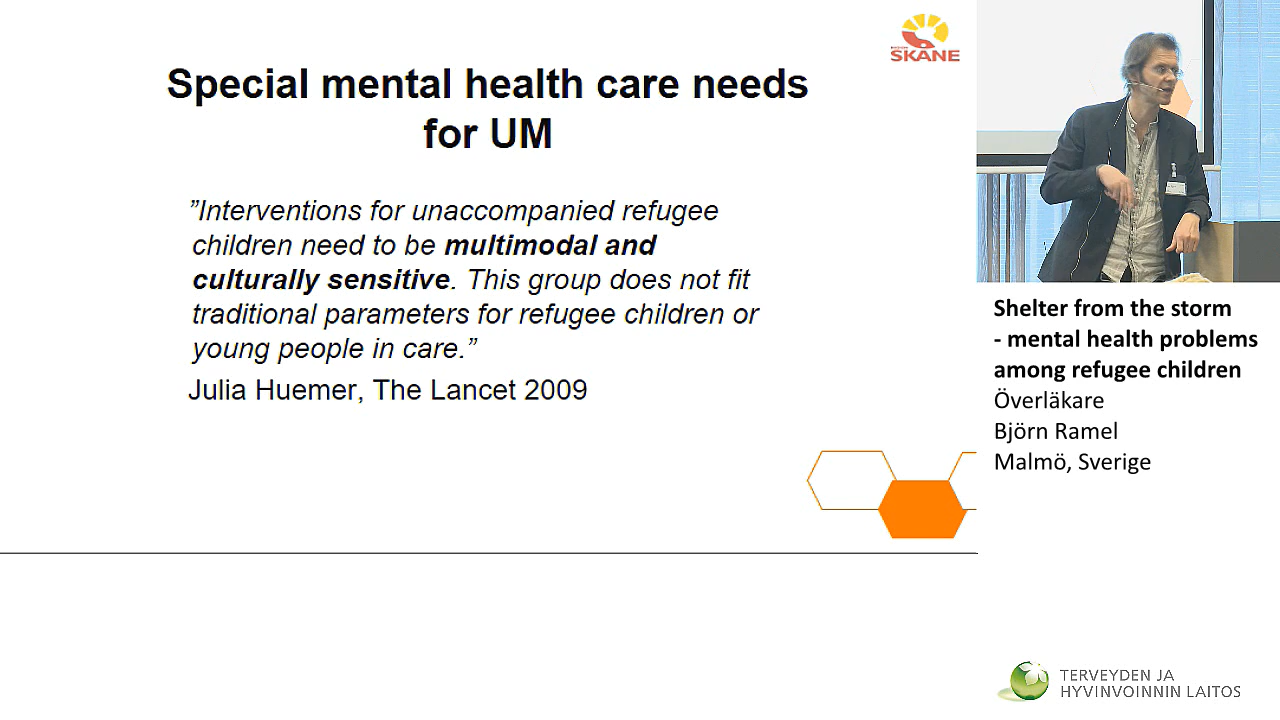 REGION
SKÅNE
Special mental health care needs
for UM
”Interventions for unaccompanied refugee
children need to be multimodal and
culturally sensitive. This group does not fit
traditional parameters for refugee children or
young people in care.”
Julia Huemer, The Lancet 2009
Shelter from the storm
- mental health problems
among refugee children
Överläkare
Björn Ramel
Malmö, Sverige
TERVEYDEN JA
HYVINVOINNIN LAITOS